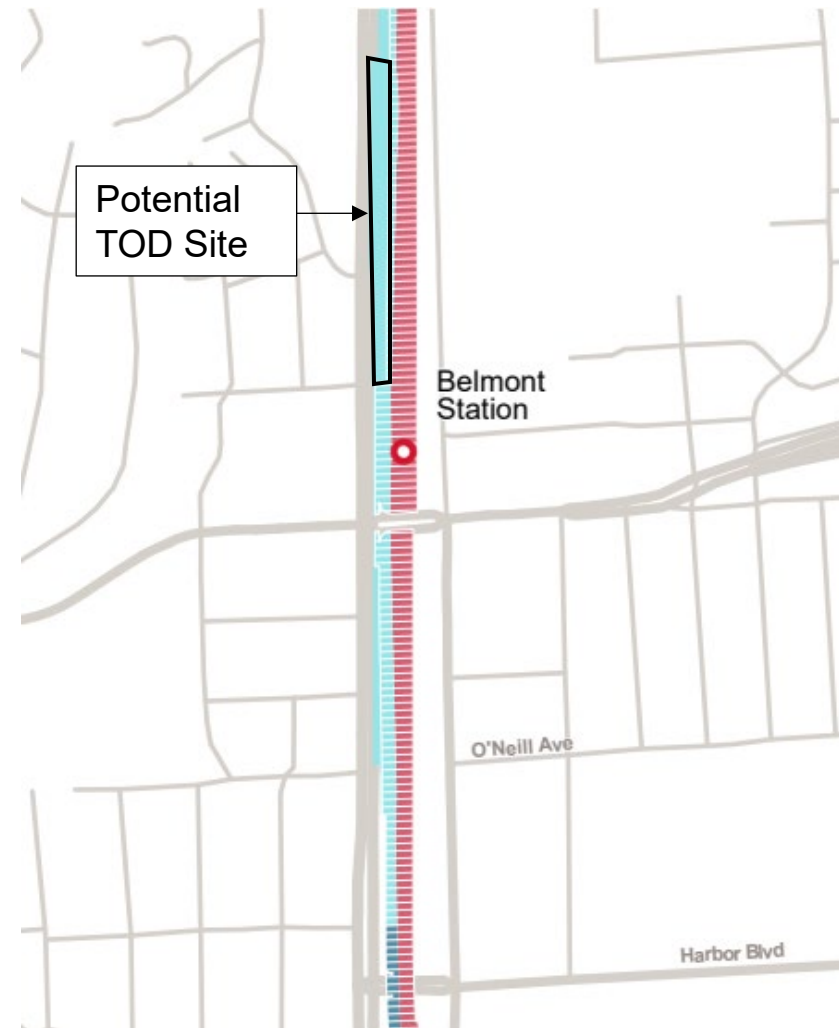 Potential
TOD Site
Belmont
Station
O'Neill Ave
Harbor Blvd